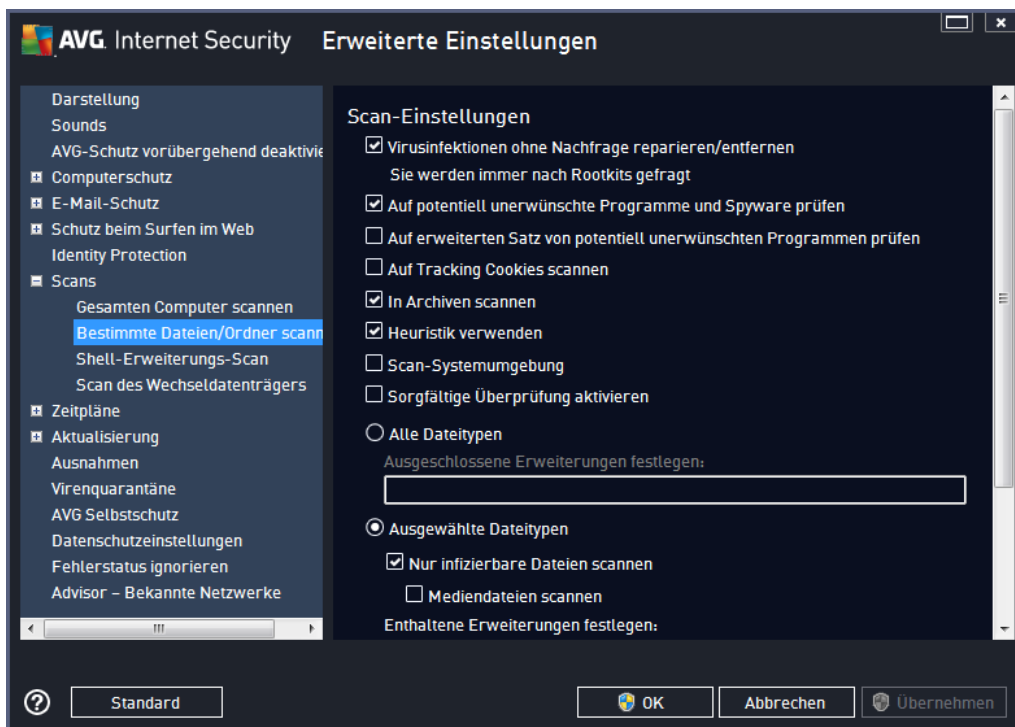 AVG. Internet Security Erweiterte Einstellungen
Darstellung
Sounds
AVG-Schutz vorübergehend deaktivie
Computerschutz
E-Mail-Schutz
Schutz beim Surfen im Web
Identity Protection
Scans
Gesamten Computer scannen
Bestimmte Dateien/Ordner scann
Shell-Erweiterungs-Scan
Scan des Wechseldatenträgers
Zeitpläne
Aktualisierung
Ausnahmen
Virenquarantäne
AVG Selbstschutz
Datenschutzeinstellungen
Fehlerstatus ignorieren
Advisor – Bekannte Netzwerke
Scan-Einstellungen
Virusinfektionen ohne Nachfrage reparieren/entfernen
Sie werden immer nach Rootkits gefragt
Auf potentiell unerwünschte Programme und Spyware prüfen
Auf erweiterten Satz von potentiell unerwünschten Programmen prüfen
Auf Tracking Cookies scannen
In Archiven scannen
Heuristik verwenden
Scan-Systemumgebung
Sorgfältige Überprüfung aktivieren
Alle Dateitypen
Ausgeschlossene Erweiterungen festlegen:
Ausgewählte Dateitypen
Nur infizierbare Dateien scannen
Mediendateien scannen
Enthaltene Erweiterungen festlegen:
? Standard OK Abbrechen Übernehmen